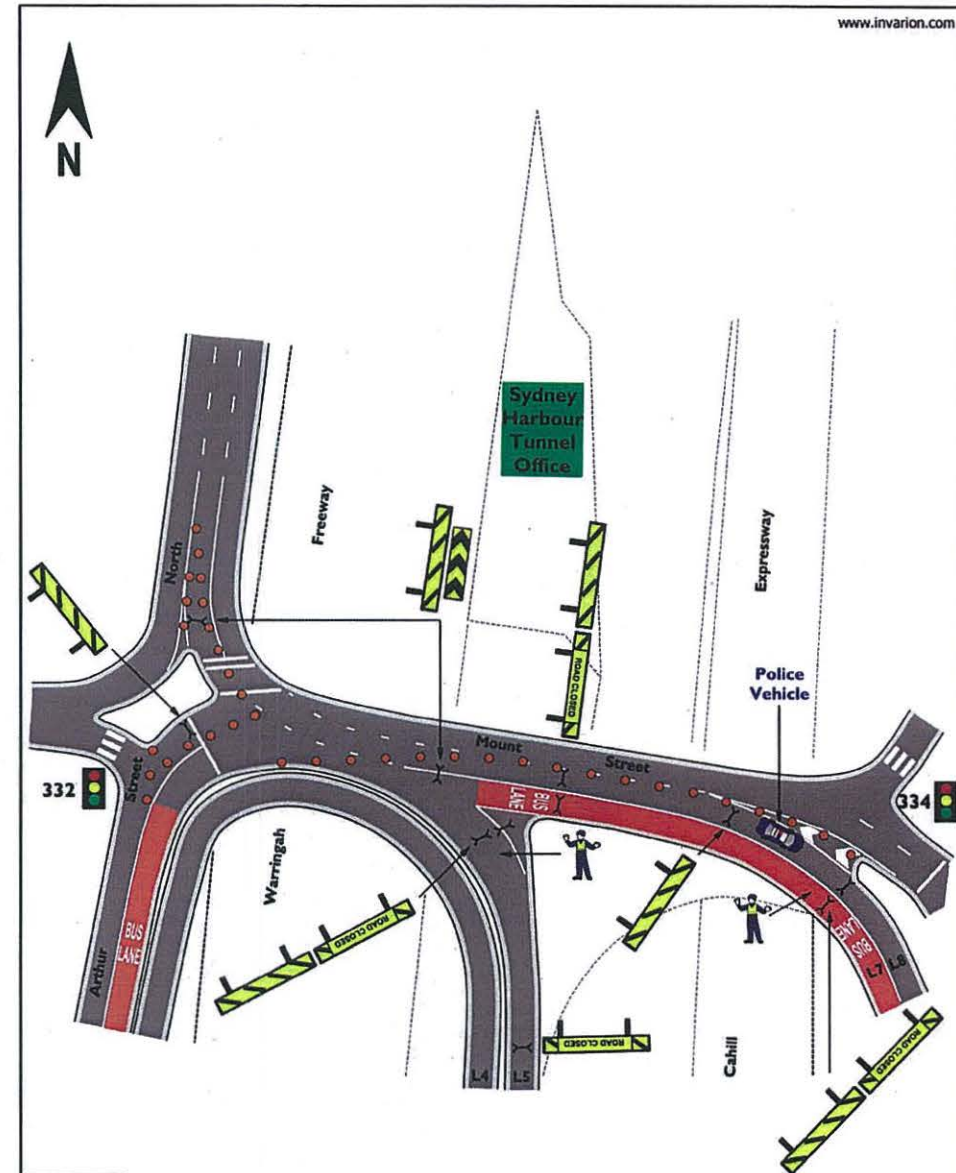 www.invarion.com
N
Sydney
Harbour
Tunnel
Office
Freeway
North
Expressway
ROAD CLOSED
Police
Vehicle
Mount
Street
332
Street
BUS
LANE
334
Warringah
ROAD CLOSED
BUS
LANE
BUS
LANE
Arthur
L7
L8
ROAD CLOSED
ROAD CLOSED
Cahill
L4
L5